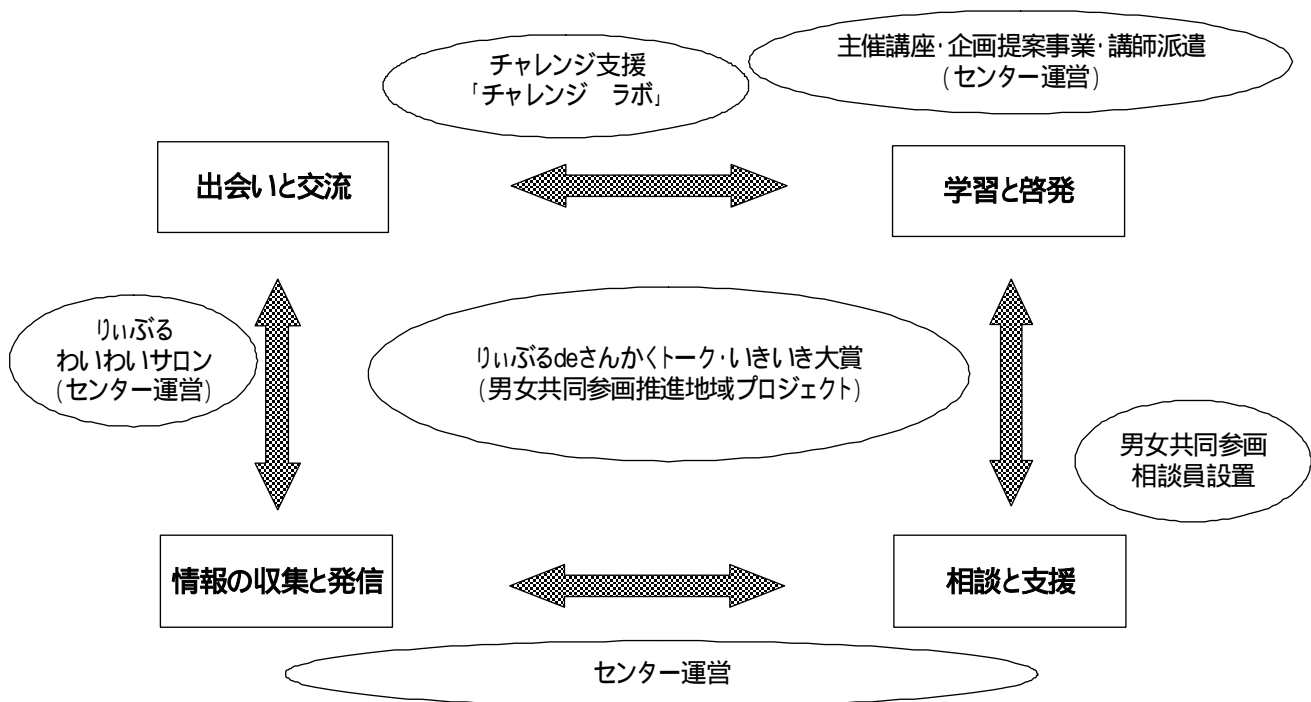 チャレンジ支援
「チャレンジ　ラボ」
主催講座・企画提案事業・講師派遣
(センター運営)
出会いと交流
学習と啓発
りぃぶる
わいわいサロン
(センター運営)
りぃぶるdeさんかくトーク・いきいき大賞
(男女共同参画推進地域プロジェクト)
男女共同参画
相談員設置
情報の収集と発信
相談と支援
センター運営